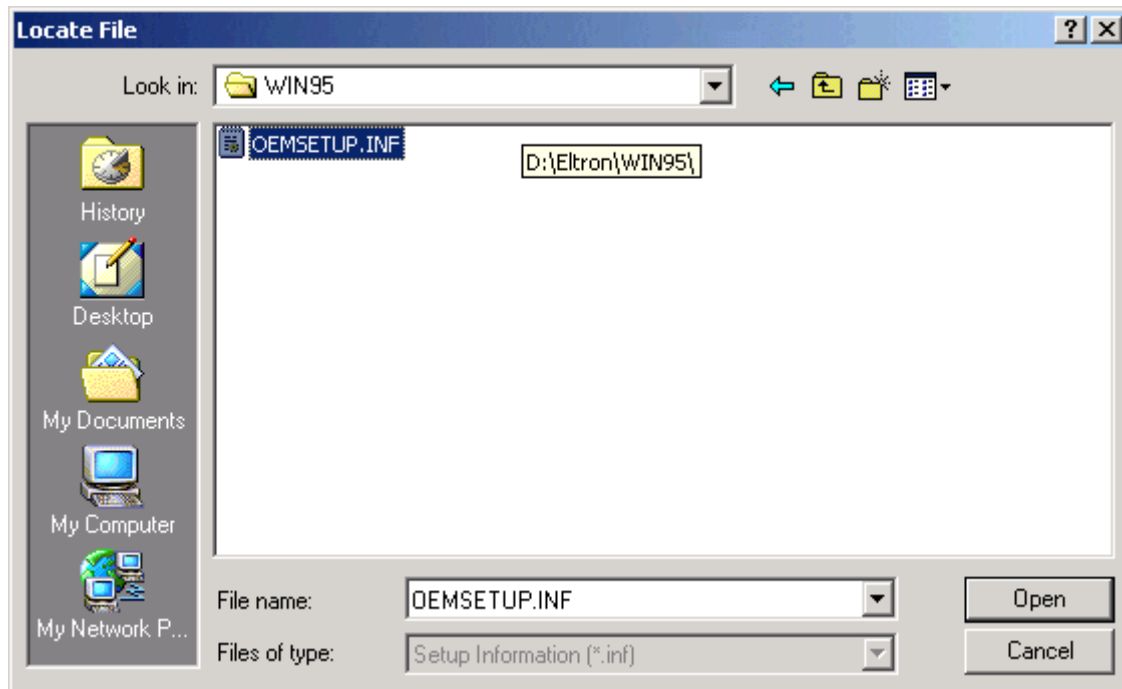 Locate File
Look in:
WIN95
OEMSETUP.INF
D:\Eltron\WIN95\
History
Desktop
My Documents
My Computer
My Network P...
File name:
OEMSETUP.INF
Open
Files of type:
Setup Information (*.inf)
Cancel